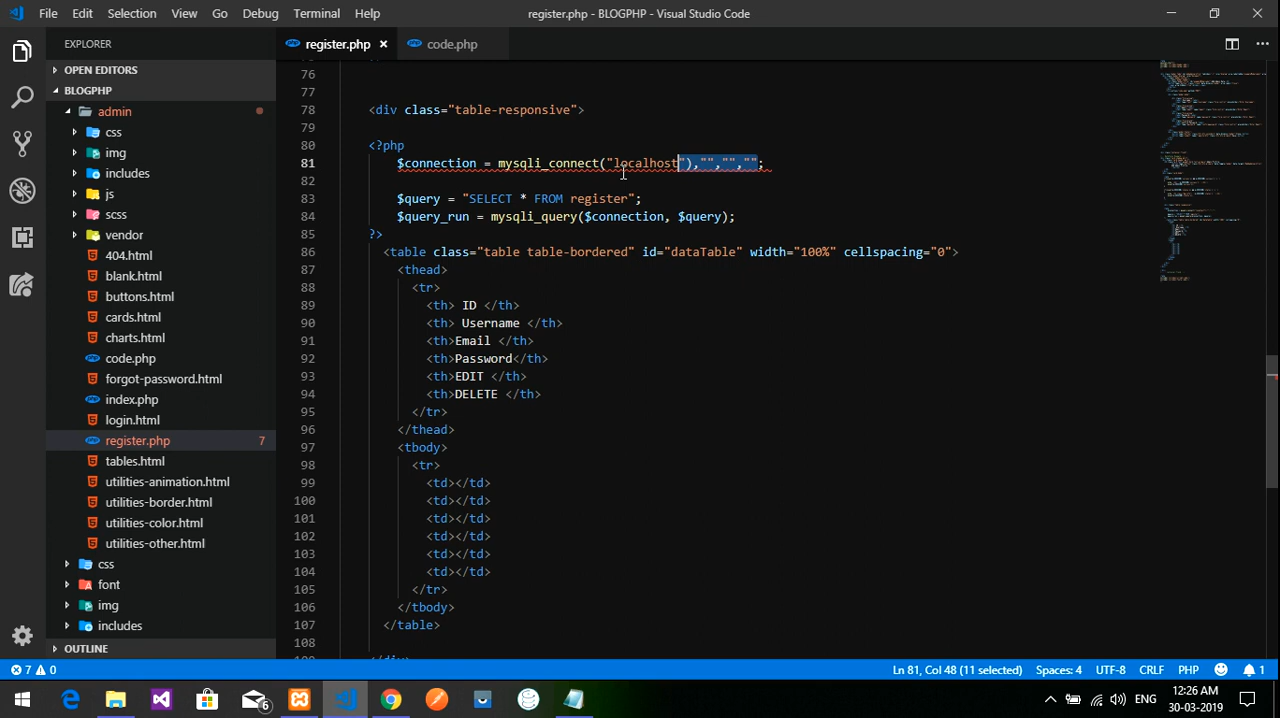 File Edit Selection View Go Debug Terminal Help
register.php - BLOGPHP - Visual Studio Code
EXPLORER
OPEN EDITORS
BLOGPHP
admin
css
img
includes
js
scss
vendor
404.html
blank.html
buttons.html
cards.html
charts.html
code.php
forgot-password.html
index.php
login.html
register.php 7
tables.html
utilities-animation.html
utilities-border.html
utilities-color.html
utilities-other.html
css
font
img
includes
OUTLINE
register.php code.php
76
77
78 <div class="table-responsive">
79
80 <?php
81 $connection = mysqli_connect("localhost"),"","","";
82
83 $query = "SELECT * FROM register";
84 $query_run = mysqli_query($connection, $query);
85 ?>
86 <table class="table table-bordered" id="dataTable" width="100%" cellspacing="0">
87 <thead>
88 <tr>
89 <th> ID </th>
90 <th> Username </th>
91 <th>Email </th>
92 <th>Password</th>
93 <th>EDIT </th>
94 <th>DELETE </th>
95 </tr>
96 </thead>
97 <tbody>
98 <tr>
99 <td></td>
100 <td></td>
101 <td></td>
102 <td></td>
103 <td></td>
104 <td></td>
105 </tr>
106 </tbody>
107 </table>
108
7 0
Ln 81, Col 48 (11 selected) Spaces: 4 UTF-8 CRLF PHP 1
6
ENG
12:26 AM
30-03-2019